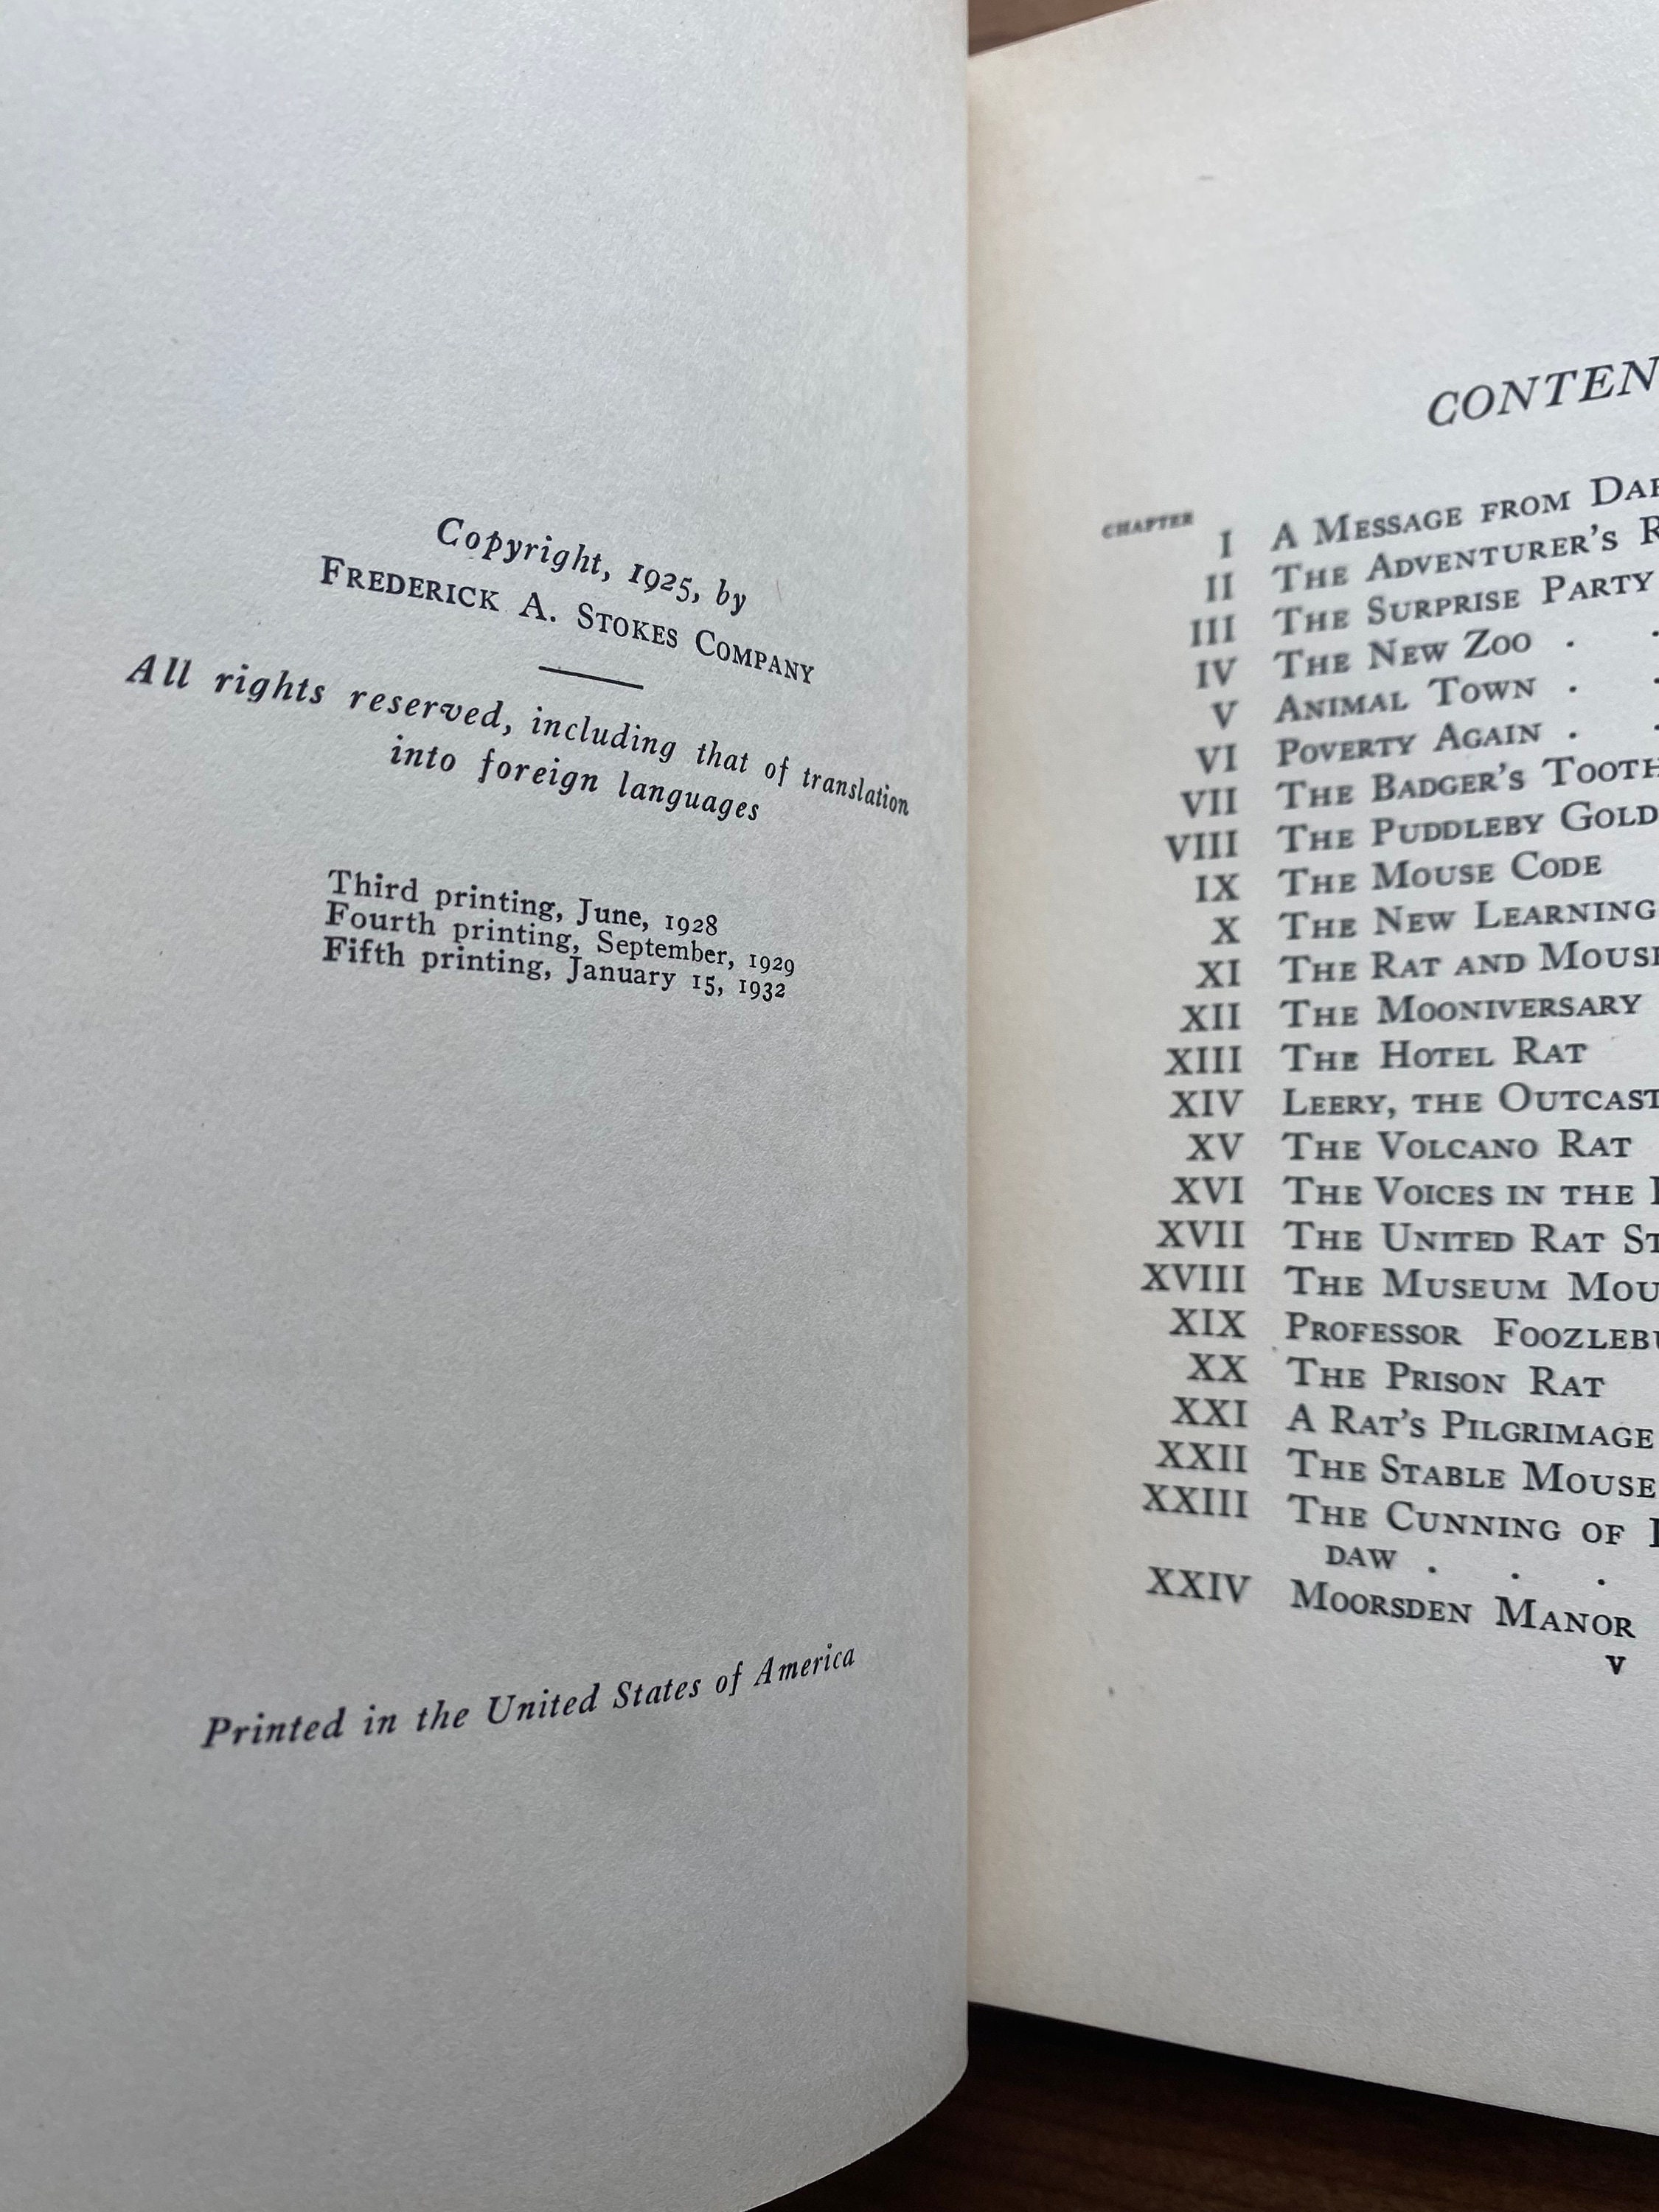 Copyright, 1925, by
FREDERICK A. STOKES COMPANY
All rights reserved, including that of translation
into foreign languages
Third printing, June, 1928
Fourth printing, September, 1929
Fifth printing, January 15, 1932
Printed in the United States of America
CONTEN
CHAPTER
I A MESSAGE FROM
II THE ADVENTURER'S R
III THE SURPRISE PARTY
IV THE NEW ZOO . .
V ANIMAL TOWN . .
VI POVERTY AGAIN . .
VII THE BADGER'S TOOTH
VIII THE PUDDLEBY GOLD
IX THE MOUSE CODE
X THE NEW LEARNING
XI THE RAT AND MOUSE
XII THE MOONIVERSARY
XIII THE HOTEL RAT
XIV LEERY, THE OUTCAST
XV THE VOLCANO RAT
XVI THE VOICES IN THE
XVII THE UNITED RAT ST
XVIII THE MUSEUM MOU
XIX PROFESSOR FOOZLEBU
XX THE PRISON RAT
XXI A RAT'S PILGRIMAGE
XXII THE STABLE MOUSE
XXIII THE CUNNING OF
DAW . . .
XXIV MOORSDEN MANOR
v